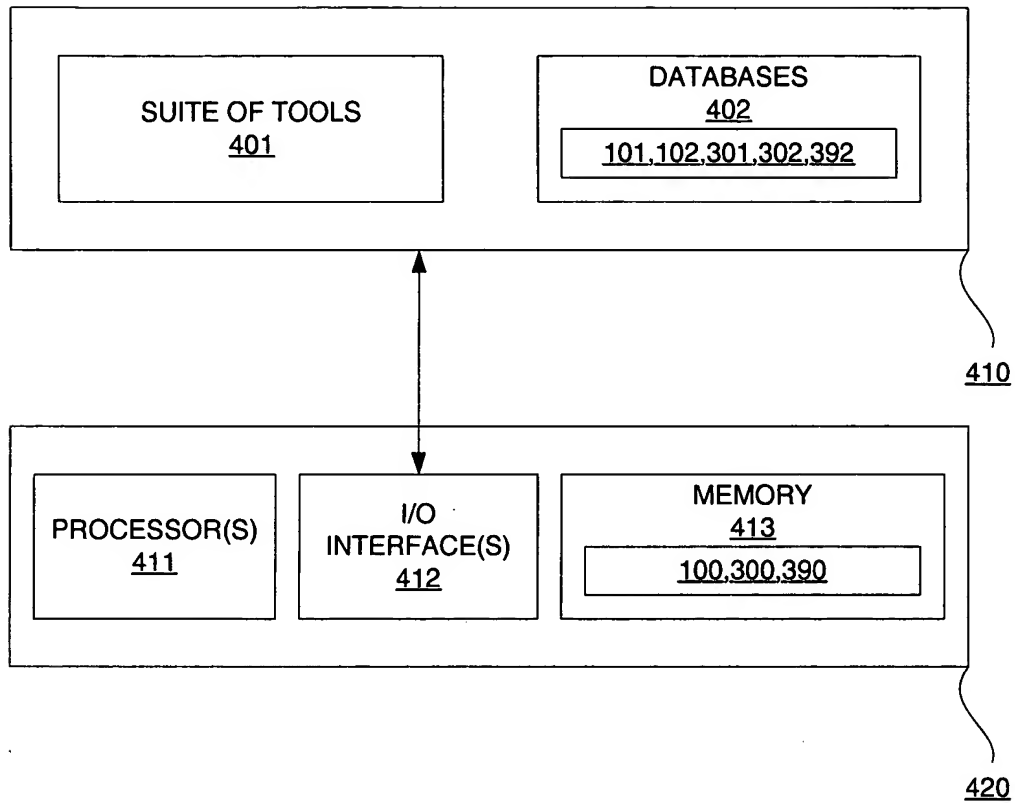 SUITE OF TOOLS
401
DATABASES
402
101,102,301,302,392
410
PROCESSOR(S)
411
I/O
INTERFACE(S)
412
MEMORY
413
100,300,390
420